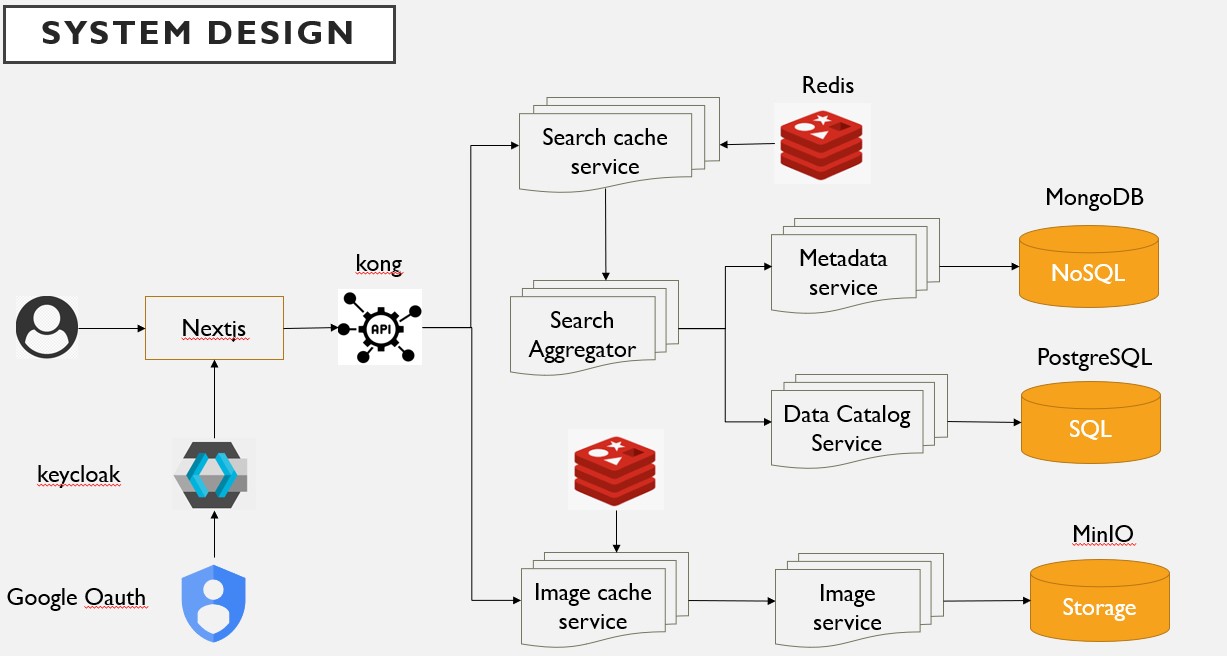 SYSTEM DESIGN
Redis
Search cache
service
MongoDB
NoSQL
Metadata
service
kong
API
Nextjs
Search
Aggregator
PostgreSQL
SQL
Data Catalog
Service
keycloak
MinIO
Storage
Google Oauth
Image cache
service
Image
service